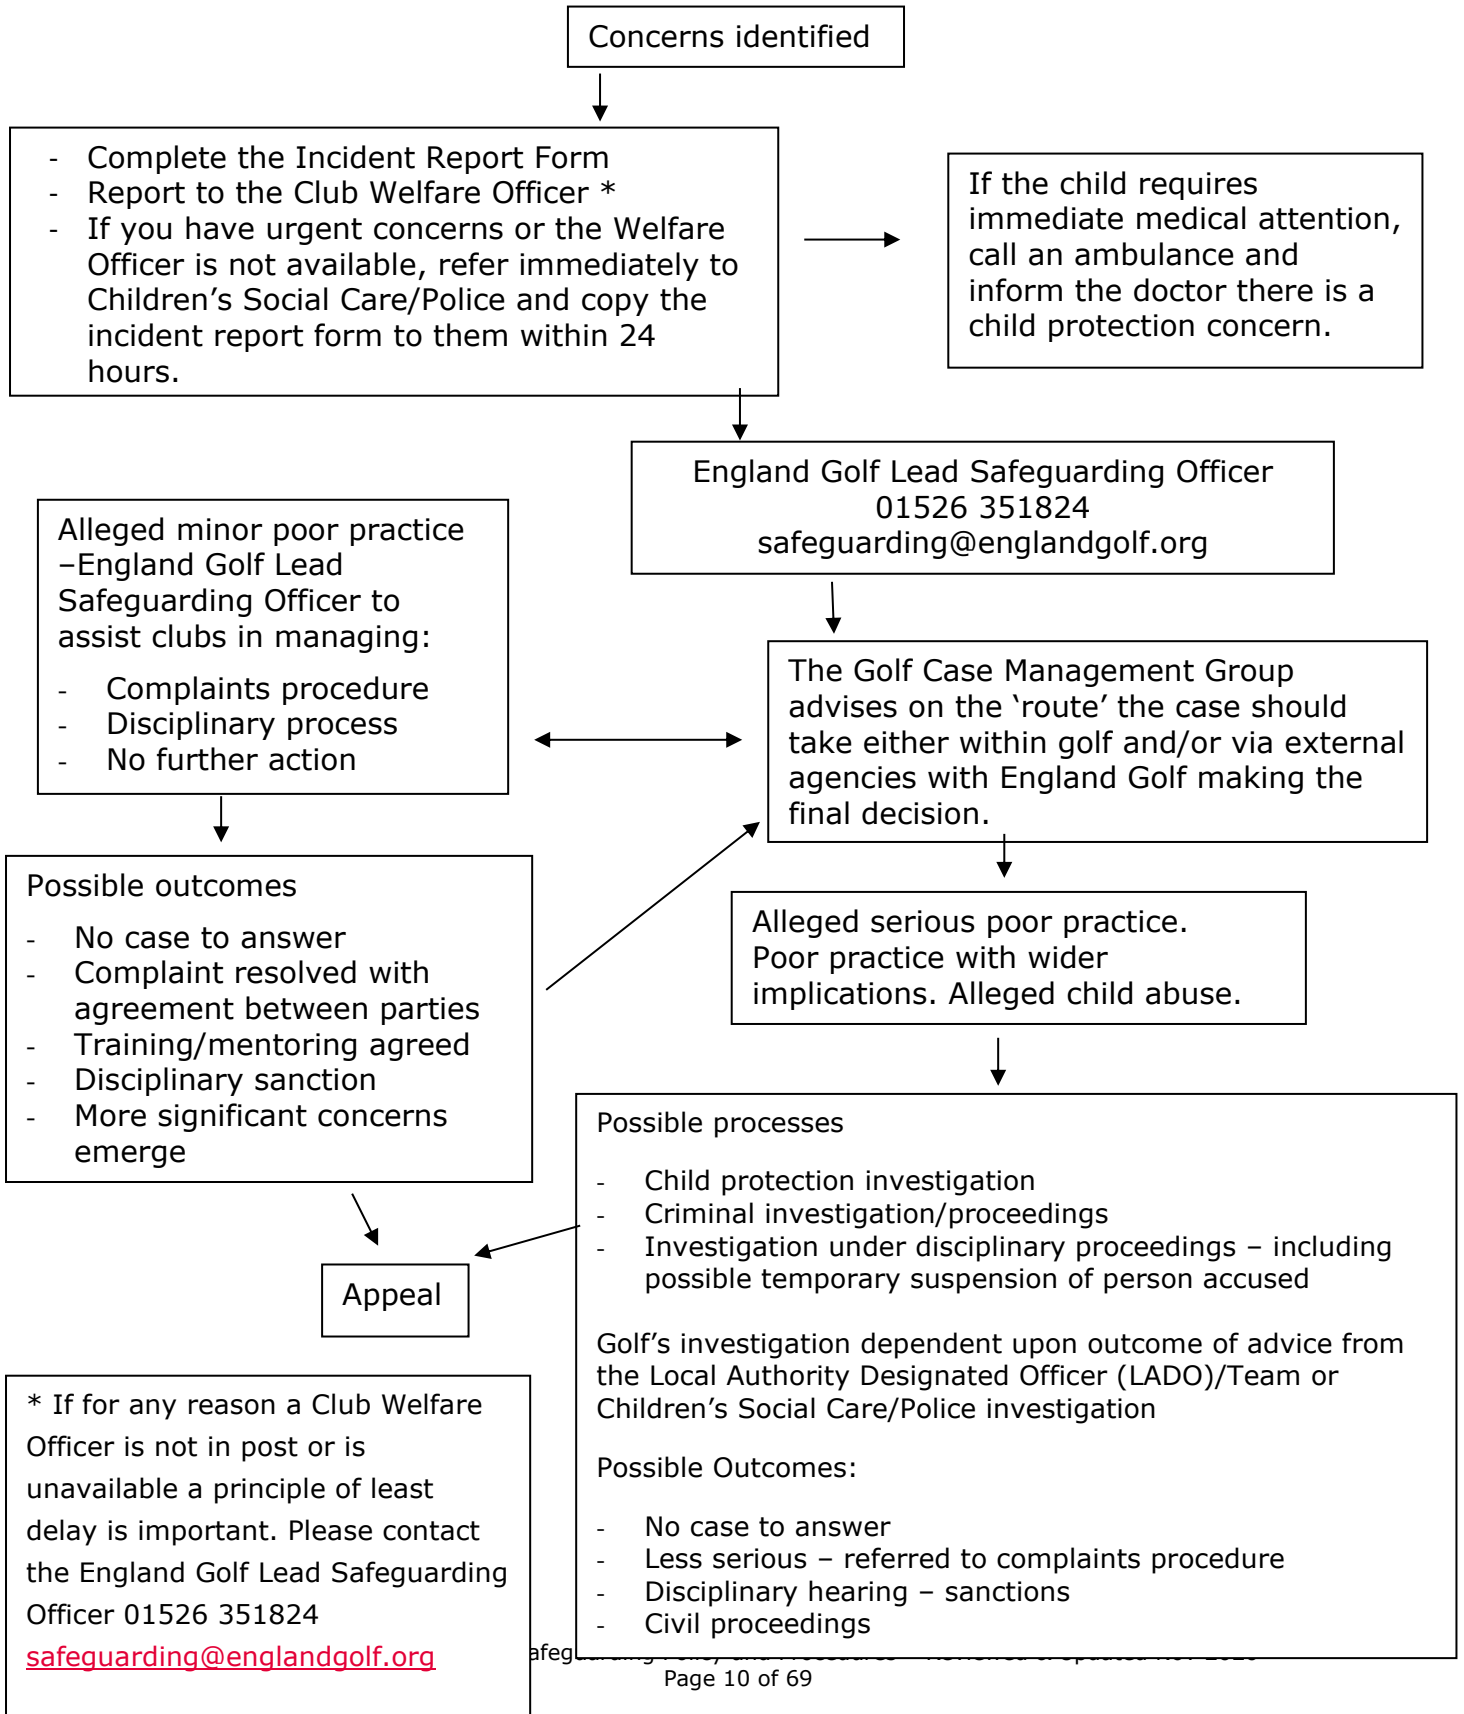 Concerns identified
- Complete the Incident Report Form
- Report to the Club Welfare Officer *
- If you have urgent concerns or the Welfare
Officer is not available, refer immediately to
Children’s Social Care/Police and copy the
incident report form to them within 24
hours.
If the child requires
immediate medical attention,
call an ambulance and
inform the doctor there is a
child protection concern.
England Golf Lead Safeguarding Officer
01526 351824
safeguarding@englandgolf.org
Alleged minor poor practice
–England Golf Lead
Safeguarding Officer to
assist clubs in managing:
- Complaints procedure
- Disciplinary process
- No further action
The Golf Case Management Group
advises on the ‘route’ the case should
take either within golf and/or via external
agencies with England Golf making the
final decision.
Possible outcomes
- No case to answer
- Complaint resolved with
agreement between parties
- Training/mentoring agreed
- Disciplinary sanction
- More significant concerns
emerge
Alleged serious poor practice.
Poor practice with wider
implications. Alleged child abuse.
Possible processes
- Child protection investigation
- Criminal investigation/proceedings
- Investigation under disciplinary proceedings – including
possible temporary suspension of person accused
Golf’s investigation dependent upon outcome of advice from
the Local Authority Designated Officer (LADO)/Team or
Children’s Social Care/Police investigation
Possible Outcomes:
- No case to answer
- Less serious – referred to complaints procedure
- Disciplinary hearing – sanctions
- Civil proceedings
Appeal
* If for any reason a Club Welfare
Officer is not in post or is
unavailable a principle of least
delay is important. Please contact
the England Golf Lead Safeguarding
Officer 01526 351824
safeguarding@englandgolf.org
Page 10 of 69